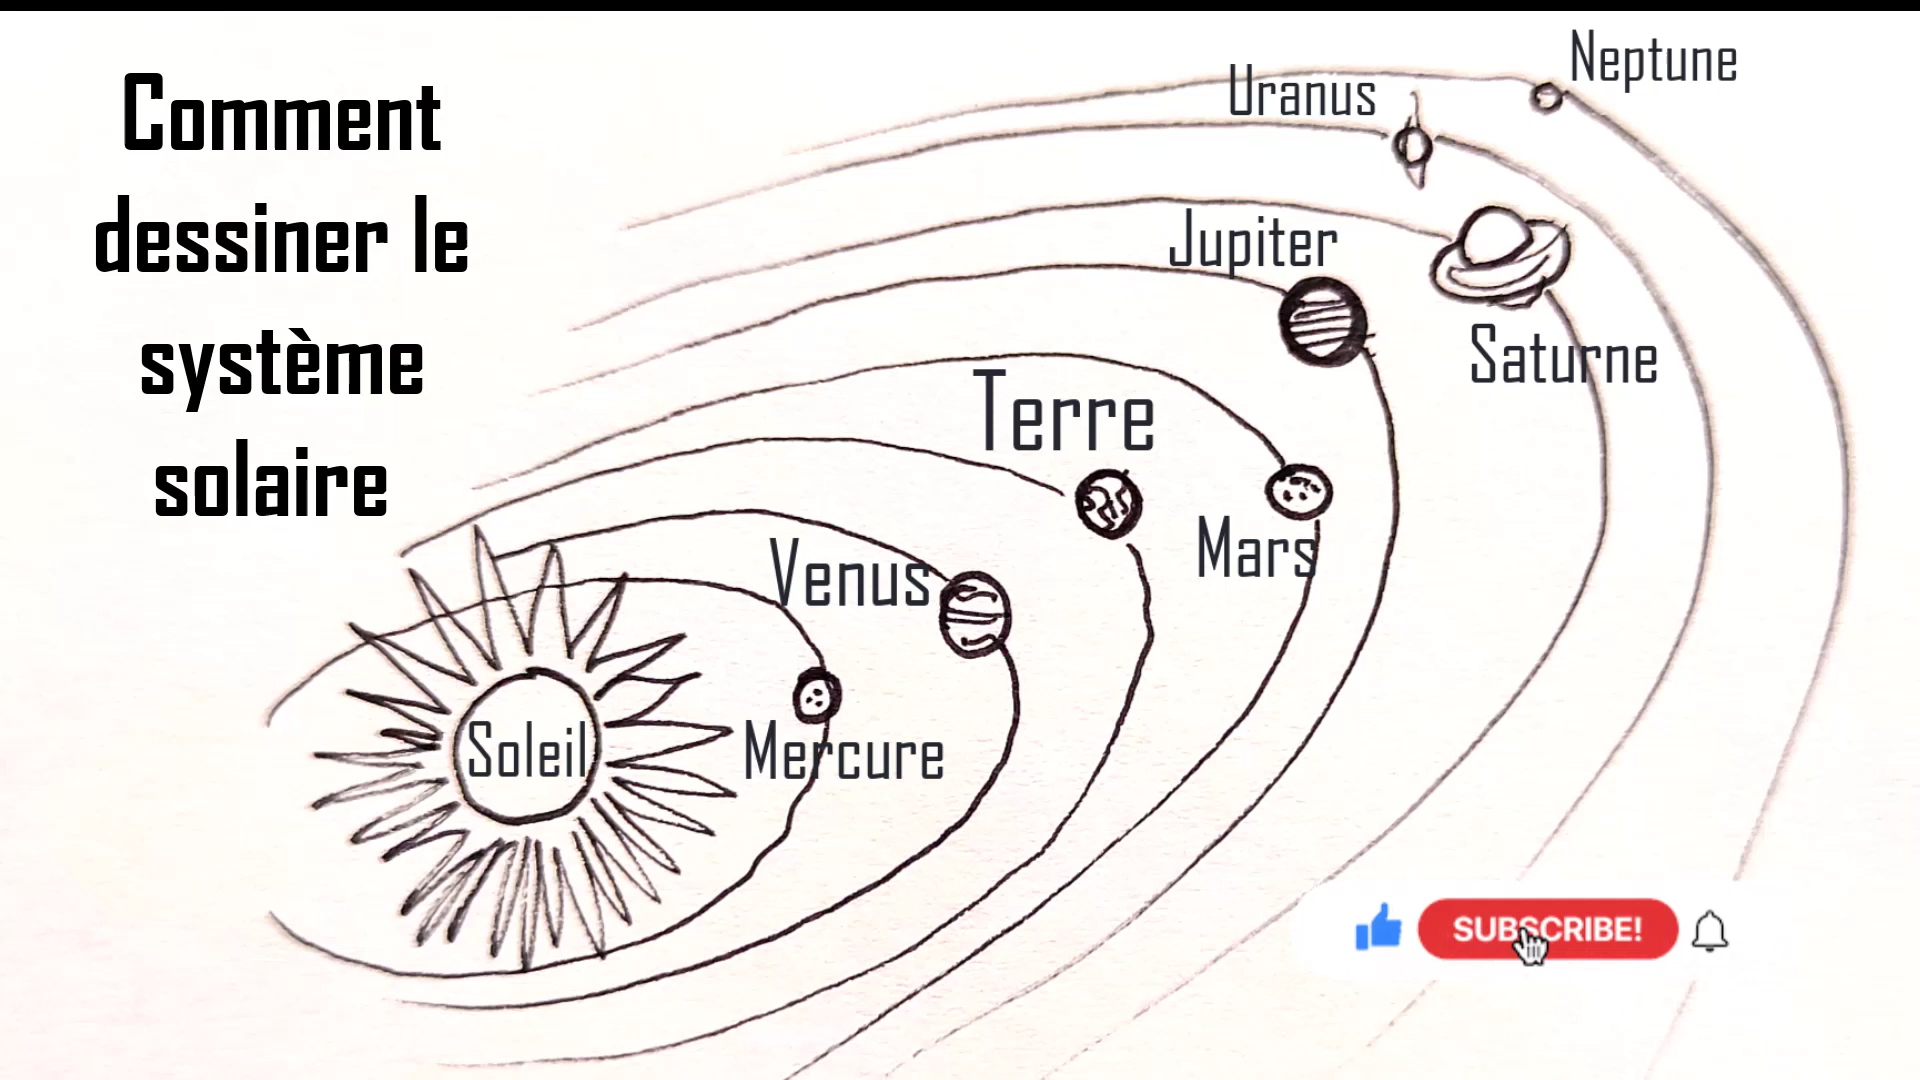 Comment
dessiner le
système
solaire
Neptune
Uranus
Jupiter
Saturne
Terre
Mars
Venus
Soleil
Mercure
SUBSCRIBE!